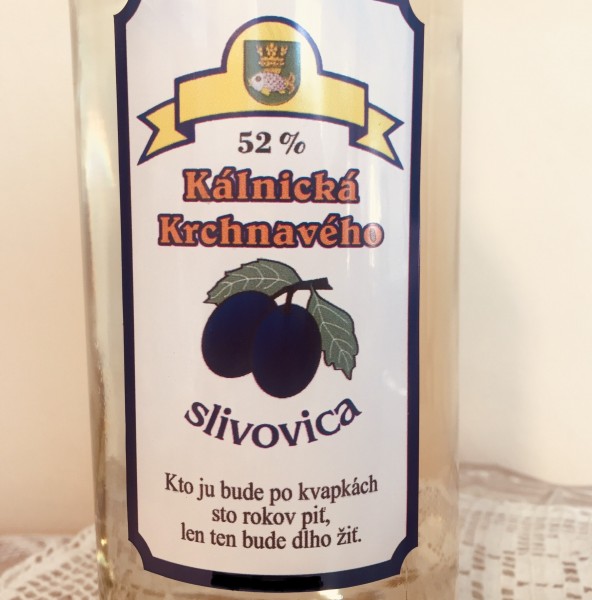 52 %
Kálnická
Krchnavého
slivovica
Kto ju bude po kvapkách
sto rokov piť,
len ten bude dlho žiť.